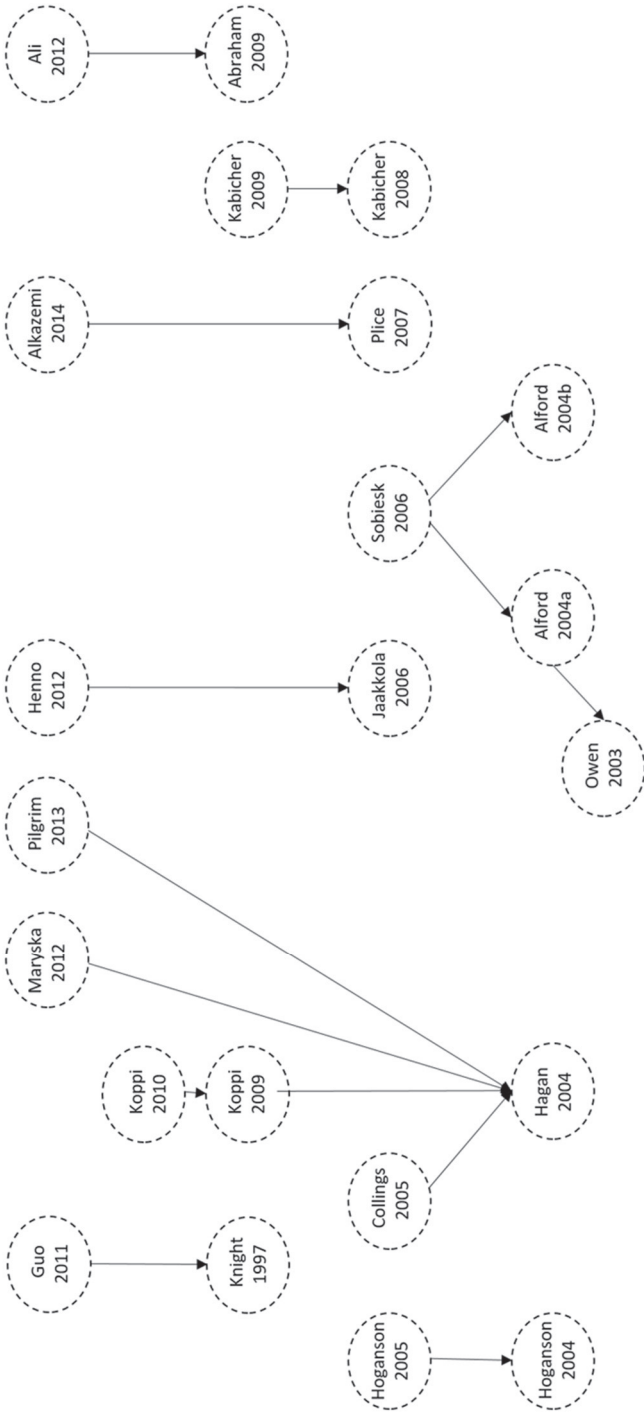 Guo
2011
Maryska
2012
Pilgrim
2013
Henno
2012
Alkazemi
2014
Ali
2012
Koppi
2010
Knight
1997
Koppi
2009
Kabicher
2009
Abraham
2009
Hoganson
2005
Collings
2005
Jaakkola
2006
Sobiesk
2006
Plice
2007
Kabicher
2008
Hoganson
2004
Hagan
2004
Alford
2004a
Alford
2004b
Owen
2003